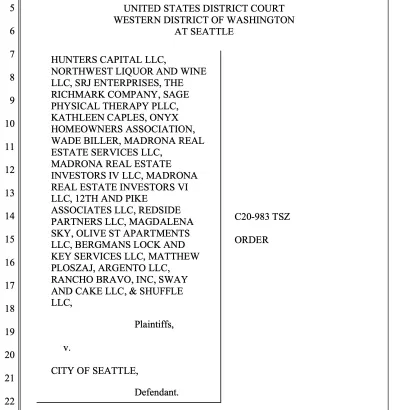 5 UNITED STATES DISTRICT COURT
WESTERN DISTRICT OF WASHINGTON
6 AT SEATTLE
7 HUNTERS CAPITAL LLC,
NORTHWEST LIQUOR AND WINE
8 LLC, SRJ ENTERPRISES, THE
RICHMARK COMPANY, SAGE
9 PHYSICAL THERAPY PLLC,
KATHLEEN CAPLES, ONYX
10 HOMEOWNERS ASSOCIATION,
WADE BILLER, MADRONA REAL
11 ESTATE SERVICES LLC,
MADRONA REAL ESTATE
12 INVESTORS IV LLC, MADRONA
REAL ESTATE INVESTORS VI
13 LLC, 12TH AND PIKE
ASSOCIATES LLC, REDSIDE
14 PARTNERS LLC, MAGDALENA
SKY, OLIVE ST APARTMENTS
15 LLC, BERGMANS LOCK AND
KEY SERVICES LLC, MATTHEW
16 PLOSZAJ, ARGENTO LLC,
RANCHO BRAVO, INC, SWAY
17 AND CAKE LLC, & SHUFFLE
18 LLC,
19 Plaintiffs,
20 v.
21 CITY OF SEATTLE,
22 Defendant.
C20-983 TSZ
ORDER